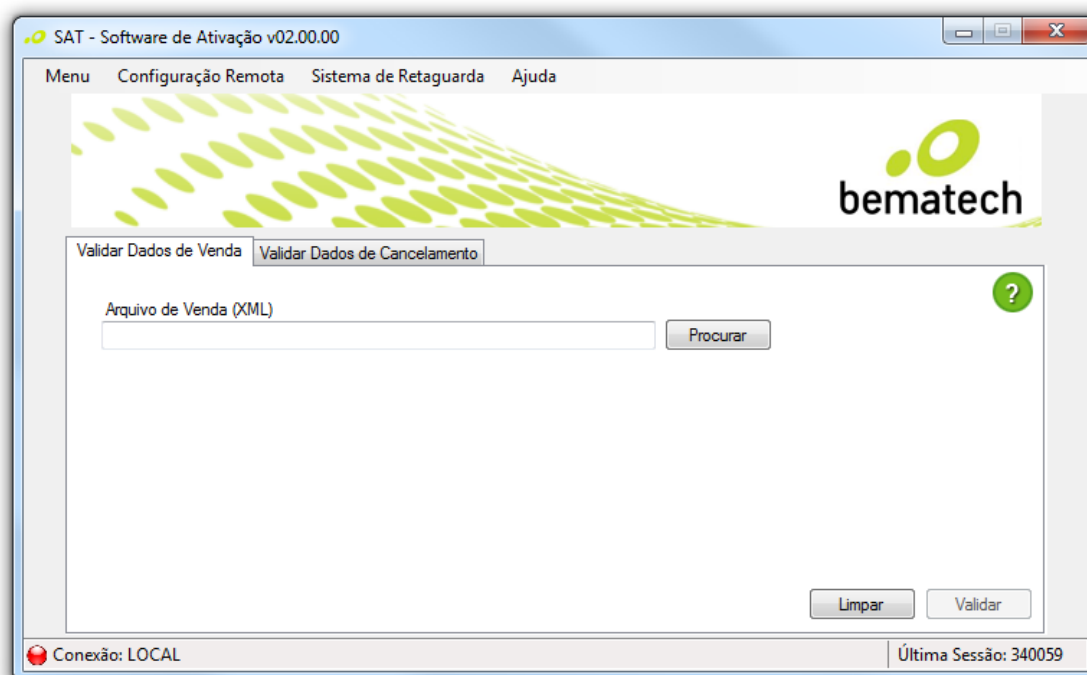 SAT - Software de Ativação v02.00.00
Menu Configuração Remota Sistema de Retaguarda Ajuda
bematech
Validar Dados de Venda Validar Dados de Cancelamento
?
Arquivo de Venda (XML)
Procurar
Limpar Validar
Conexão: LOCAL Última Sessão: 340059